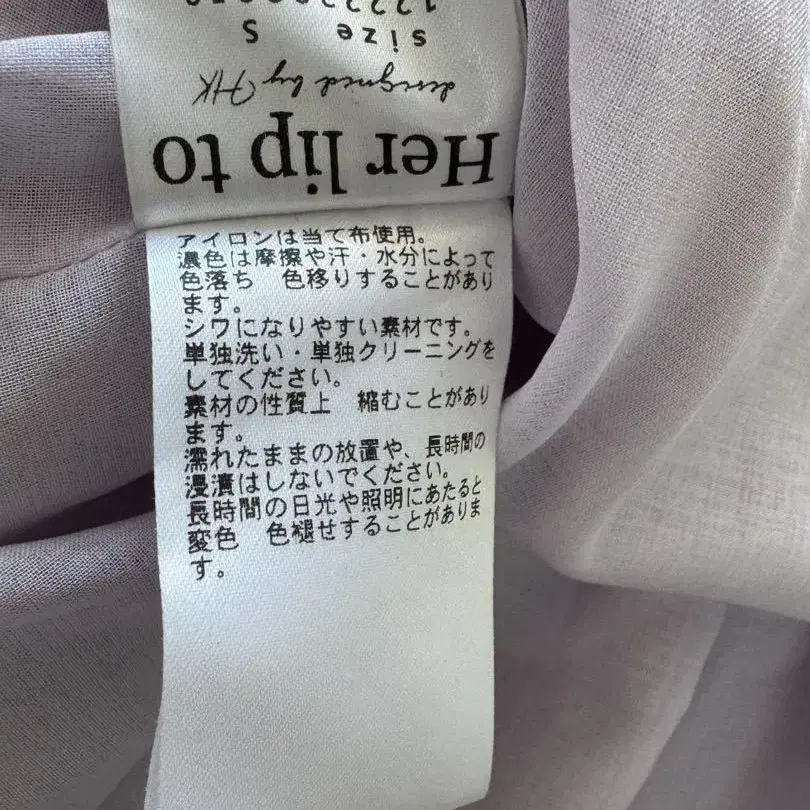 Her lip to
designed by HK
size S
アイロンは当て布使用。
濃色は摩擦や汗・水分によって
色落ち 色移りすることがあり
ます。
シワになりやすい素材です。
単独洗い・単独クリーニングを
してください。
素材の性質上 縮むことがあり
ます。
濡れたままの放置や、長時間の
浸漬はしないでください。
長時間の日光や照明にあたると
変色 色褪せすることがありま
す。